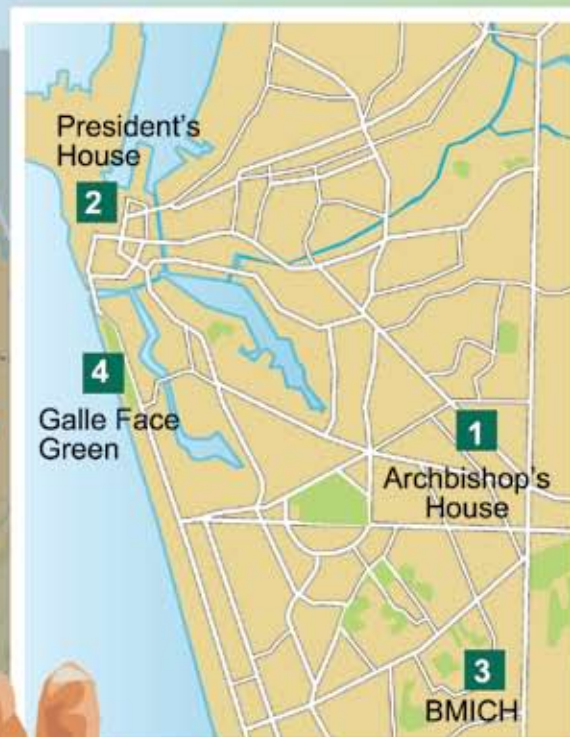 President's
House
2
4
Galle Face
Green
1
Archbishop's
House
3
BMICH